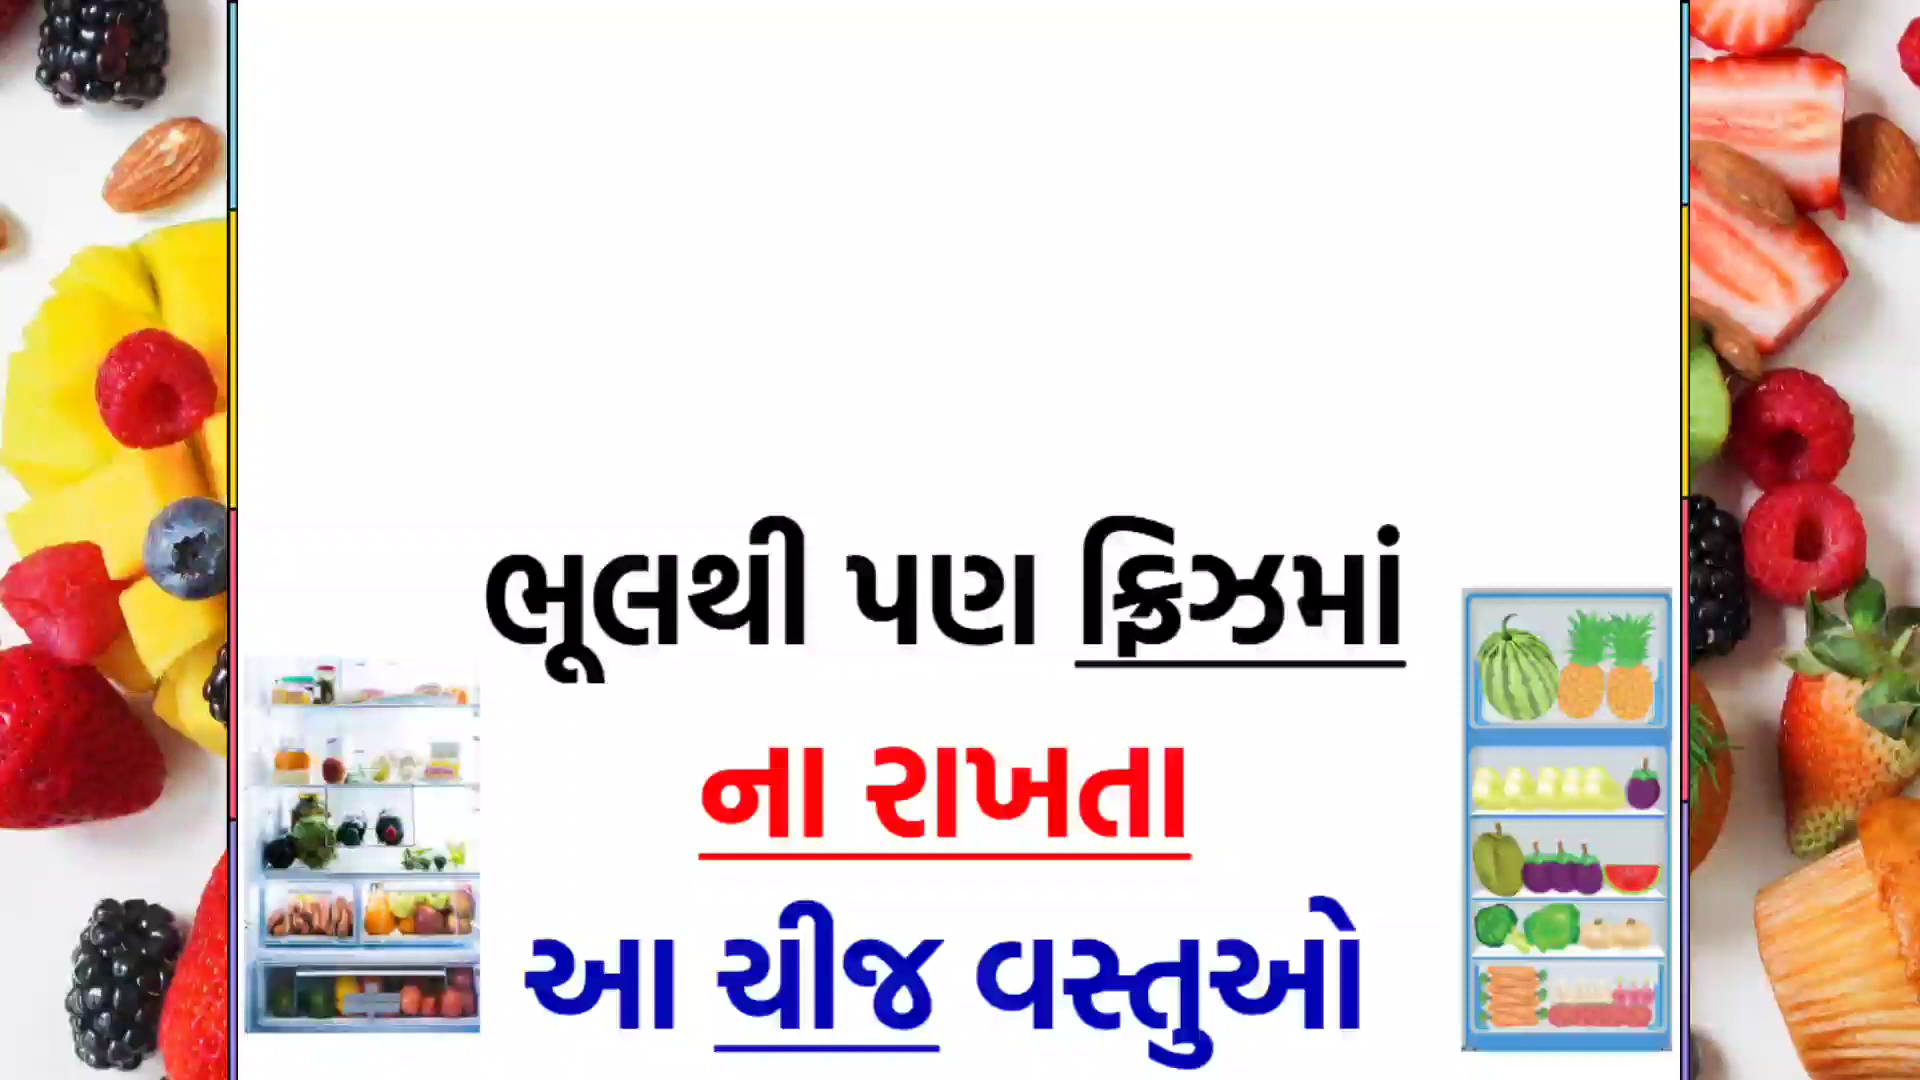 ભૂલથી પણ ફ્રિઝમાં
ના રાખતા
આ ચીજ વસ્તુઓ